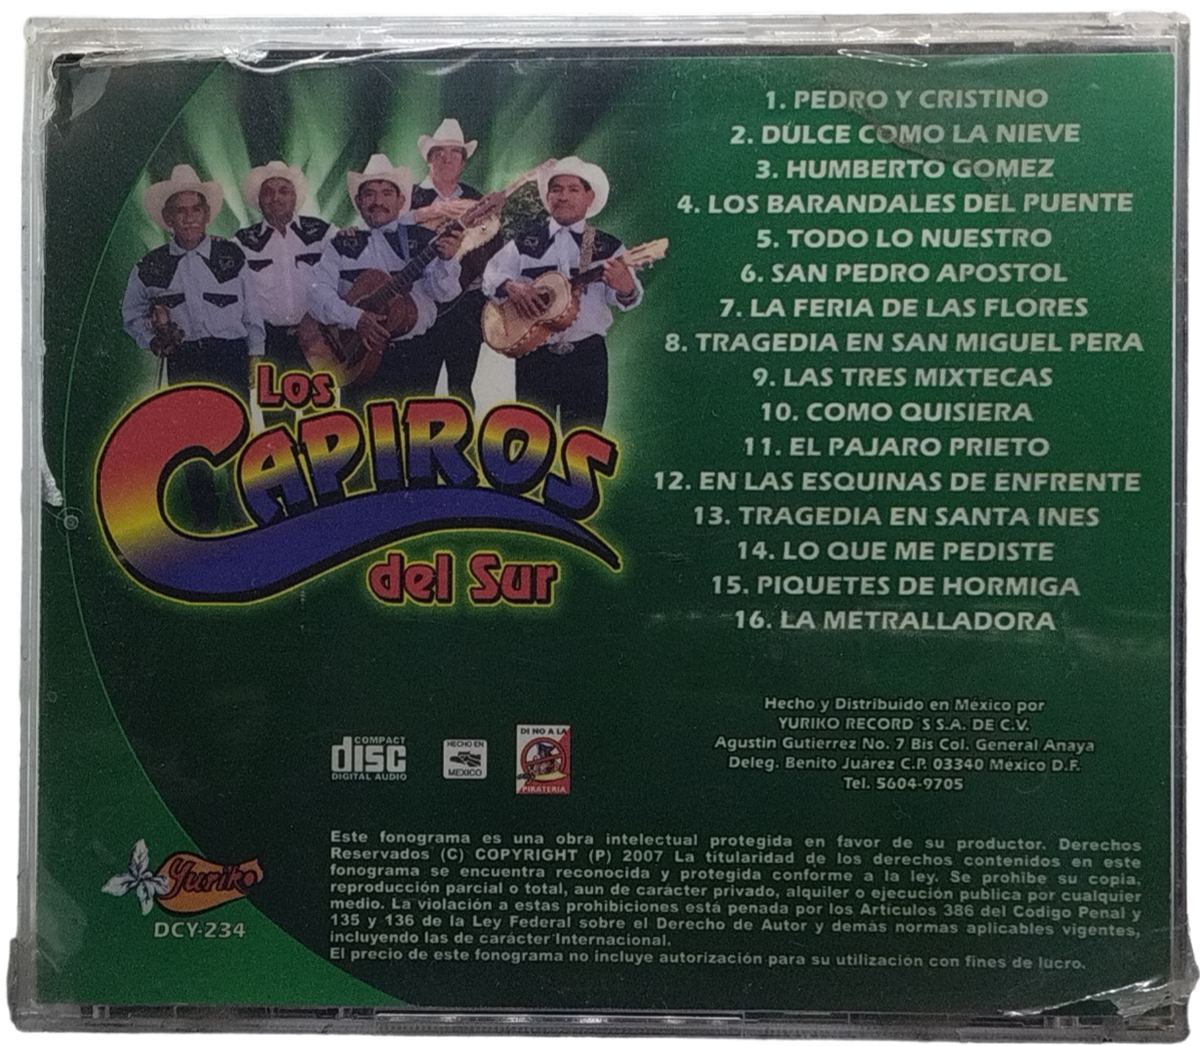 1. PEDRO Y CRISTINO
2. DULCE COMO LA NIEVE
3. HUMBERTO GOMEZ
4. LOS BARANDALES DEL PUENTE
5. TODO LO NUESTRO
6. SAN PEDRO APOSTOL
7. LA FERIA DE LAS FLORES
8. TRAGEDIA EN SAN MIGUEL PERA
9. LAS TRES MIXTECAS
10. COMO QUISIERA
11. EL PAJARO PRIETO
12. EN LAS ESQUINAS DE ENFRENTE
13. TRAGEDIA EN SANTA INES
14. LO QUE ME PEDISTE
15. PIQUETES DE HORMIGA
16. LA METRALLADORA
LOS
CAPIROS
del Sur
Hecho y Distribuido en México por
YURIKO RECORD´S S.A. DE C.V.
Agustin Gutierrez No. 7 Bis Col. General Anaya
Deleg. Benito Juárez C.P. 03340 México D.F.
Tel. 5604-9705
COMPACT
disc
DIGITAL AUDIO
HECHO EN
MEXICO
DI NO A LA
PIRATERIA
Este fonograma es una obra intelectual protegida en favor de su productor. Derechos
Reservados (C) COPYRIGHT (P) 2007 La titularidad de los derechos contenidos en este
fonograma se encuentra reconocida y protegida conforme a la ley. Se prohibe su copia,
reproducción parcial o total, aun de carácter privado, alquiler o ejecución publica por cualquier
medio. La violación a estas prohibiciones está penada por los Artículos 386 del Codigo Penal y
135 y 136 de la Ley Federal sobre el Derecho de Autor y demás normas aplicables vigentes,
incluyendo las de carácter Internacional.
El precio de este fonograma no incluye autorización para su utilización con fines de lucro.
Yuriko
DCY-234